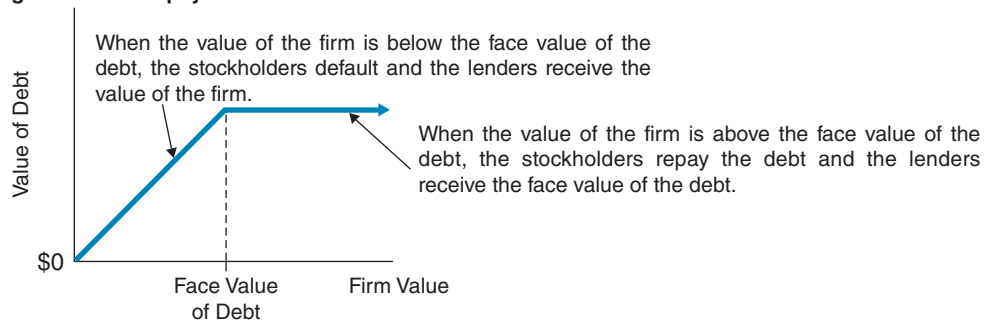 When the value of the firm is below the face value of the
debt, the stockholders default and the lenders receive the
value of the firm.
Value of Debt
When the value of the firm is above the face value of the
debt, the stockholders repay the debt and the lenders
receive the face value of the debt.
$0
Face Value
of Debt
Firm Value